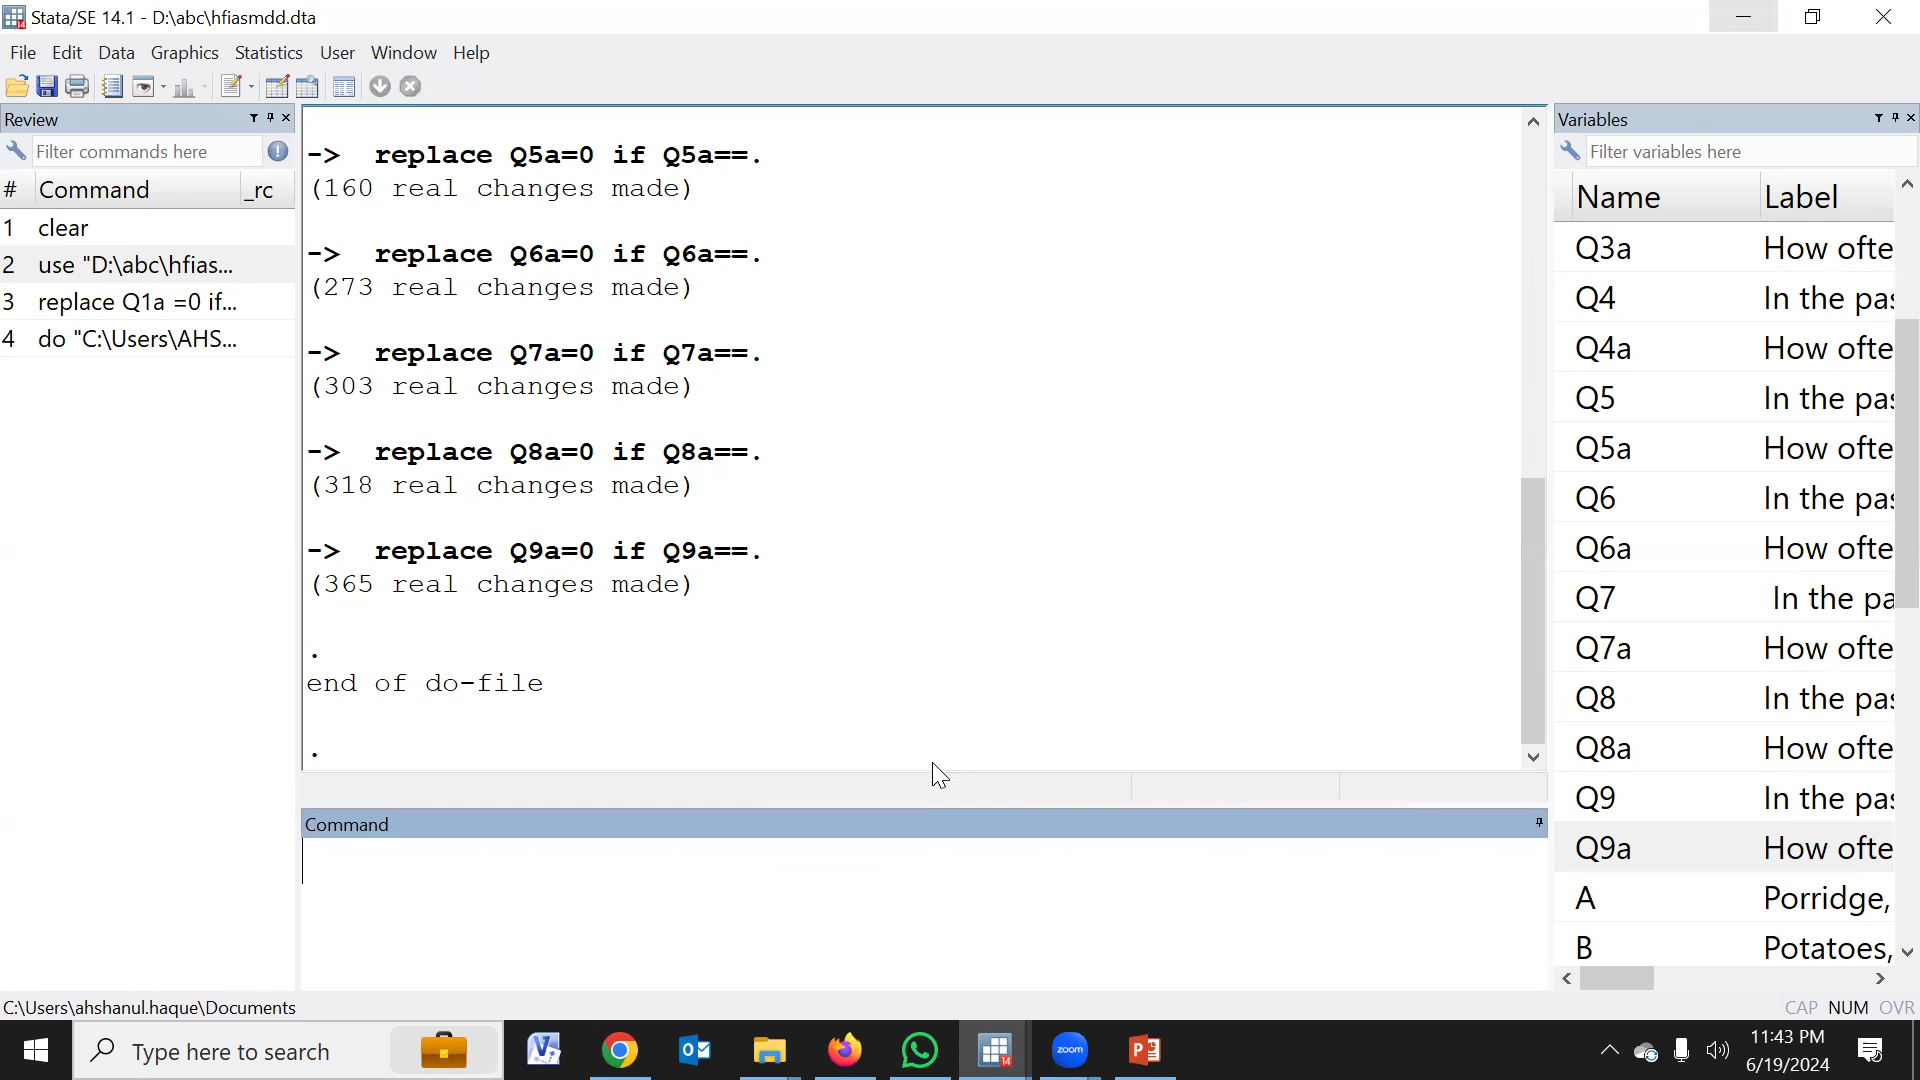 Stata/SE 14.1 - D:\abc\hfiasmdd.dta
File Edit Data Graphics Statistics User Window Help
Review
Filter commands here
# Command _rc
1 clear
2 use "D:\abc\hfias...
3 replace Q1a =0 if...
4 do "C:\Users\AHS...
-> replace Q5a=0 if Q5a==.
(160 real changes made)
-> replace Q6a=0 if Q6a==.
(273 real changes made)
-> replace Q7a=0 if Q7a==.
(303 real changes made)
-> replace Q8a=0 if Q8a==.
(318 real changes made)
-> replace Q9a=0 if Q9a==.
(365 real changes made)
.
end of do-file
.
Command
Variables
Filter variables here
Name Label
Q3a How ofte
Q4 In the pas
Q4a How ofte
Q5 In the pas
Q5a How ofte
Q6 In the pas
Q6a How ofte
Q7 In the pa
Q7a How ofte
Q8 In the pas
Q8a How ofte
Q9 In the pas
Q9a How ofte
A Porridge,
B Potatoes,
C:\Users\ahshanul.haque\Documents
CAP NUM OVR
Type here to search
14
zoom
11:43 PM
6/19/2024